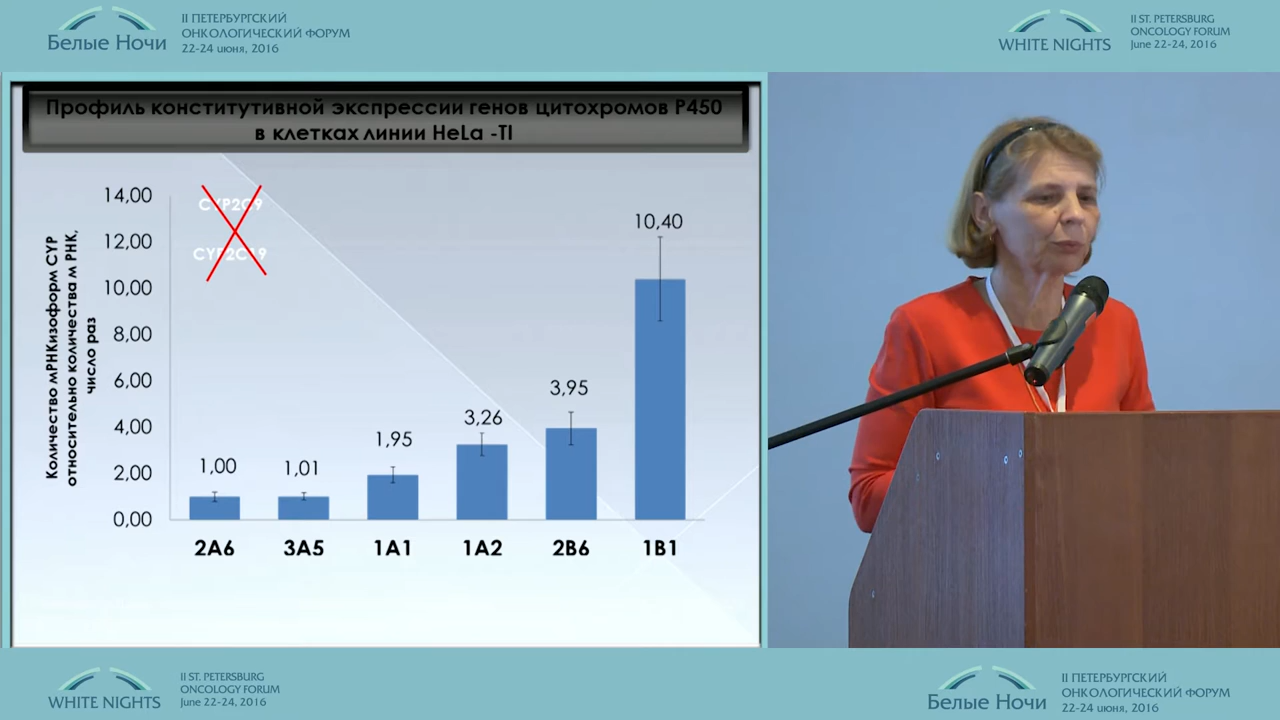 Белые Ночи
II ПЕТЕРБУРГСКИЙ
ОНКОЛОГИЧЕСКИЙ ФОРУМ
22-24 июня, 2016
WHITE NIGHTS
II ST. PETERSBURG
ONCOLOGY FORUM
June 22-24, 2016
Профиль конститутивной экспрессии генов цитохромов P450
в клетках линии HeLa -TI
Количество мРНКизоформ CYP
относительно количества м РНК,
число раз
14,00
12,00
10,00
8,00
6,00
4,00
2,00
0,00
CYP2C9
CYP2C19
1,00
1,01
1,95
3,26
3,95
10,40
2A6
3A5
1A1
1A2
2B6
1B1
WHITE NIGHTS
II ST. PETERSBURG
ONCOLOGY FORUM
June 22-24, 2016
Белые Ночи
II ПЕТЕРБУРГСКИЙ
ОНКОЛОГИЧЕСКИЙ ФОРУМ
22-24 июня, 2016